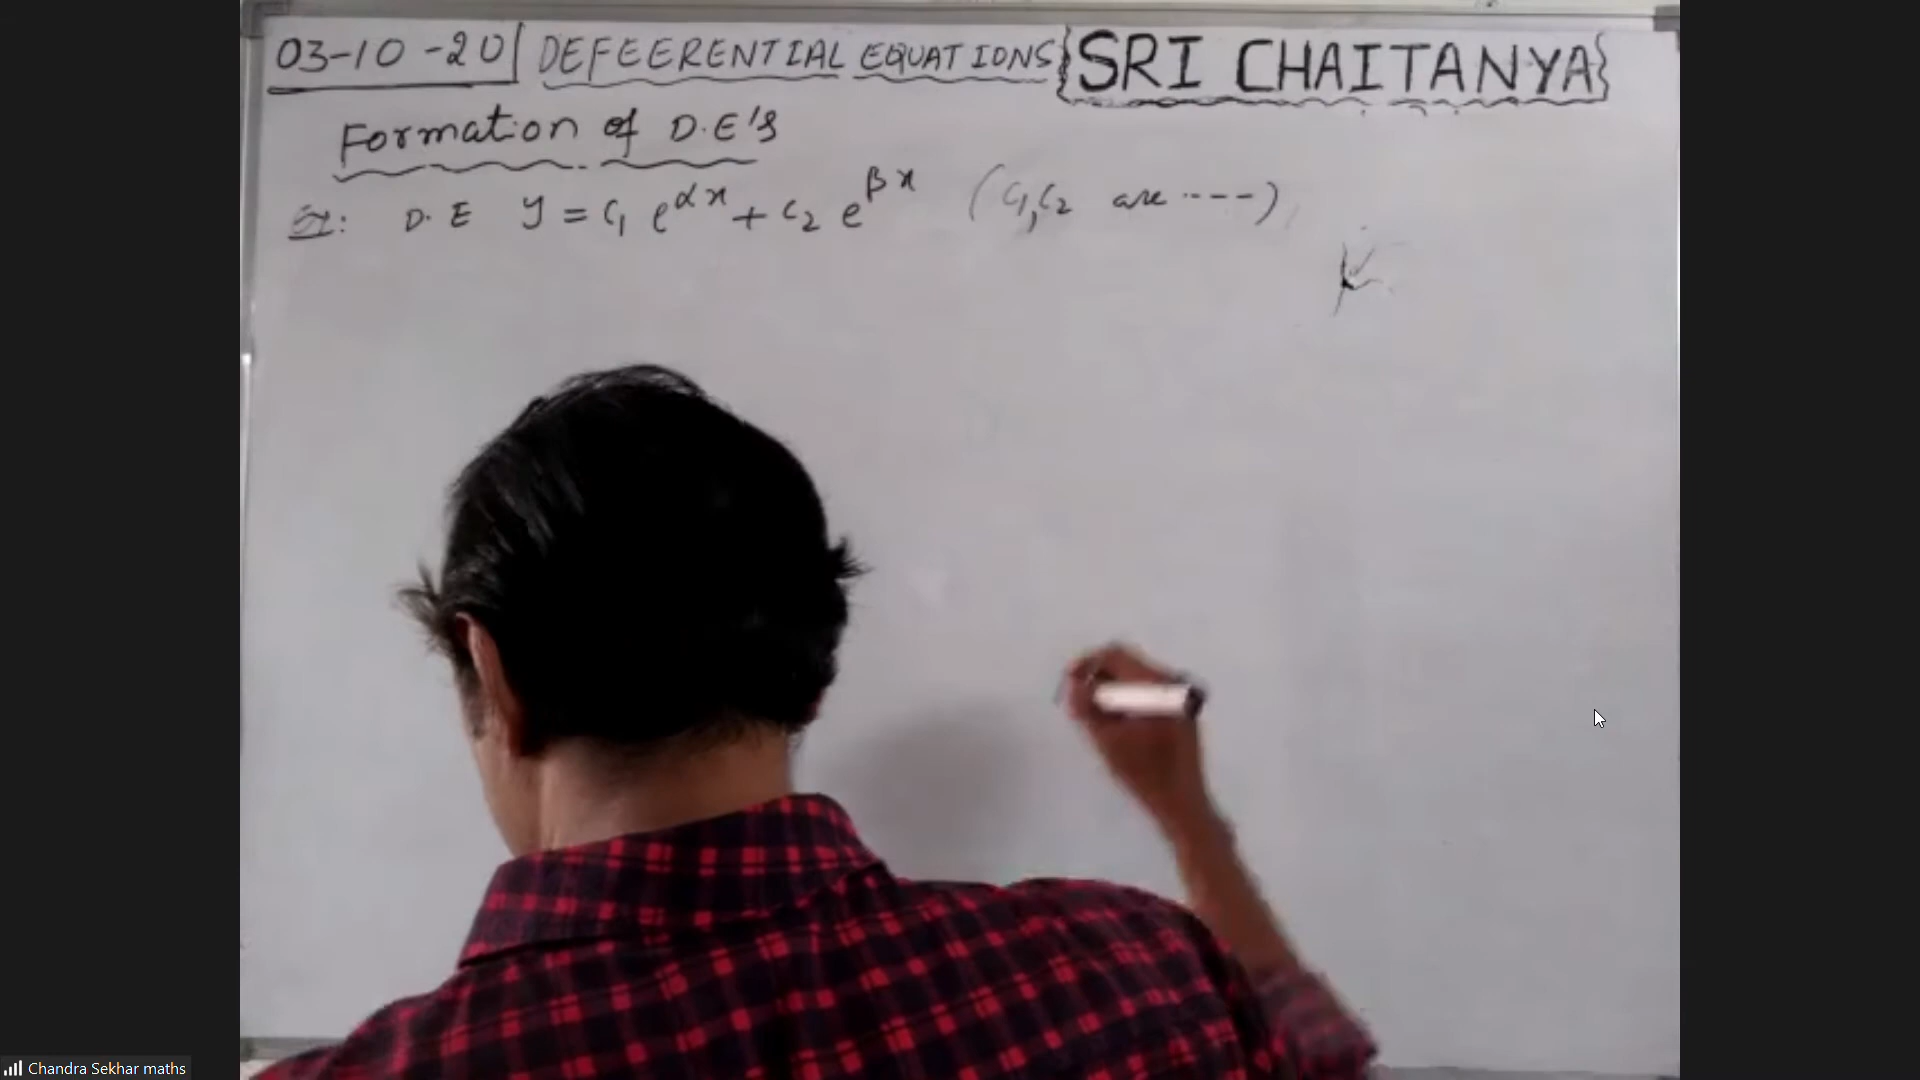 03-10-20 DEFEERENTIAL EQUATIONS SRI CHAITANYA
Formation of D.E's
Ex: D.E y = c₁ e^αx + c₂ e^βx (c₁,c₂ are ----)
Chandra Sekhar maths